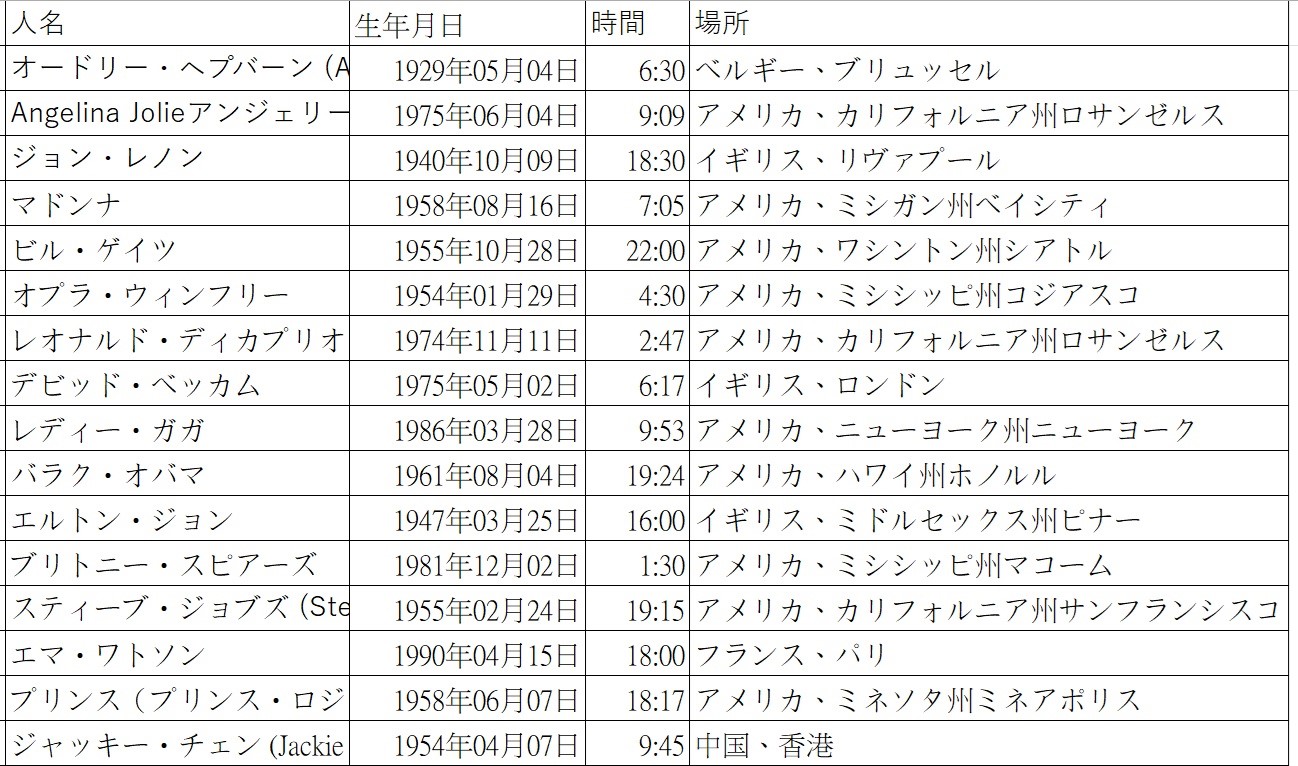 人名 生年月日 時間 場所
オードリー・ヘプバーン (A 1929年05月04日 6:30 ベルギー、ブリュッセル
Angelina Jolieアンジェリー 1975年06月04日 9:09 アメリカ、カリフォルニア州ロサンゼルス
ジョン・レノン 1940年10月09日 18:30 イギリス、リヴァプール
マドンナ 1958年08月16日 7:05 アメリカ、ミシガン州ベイシティ
ビル・ゲイツ 1955年10月28日 22:00 アメリカ、ワシントン州シアトル
オプラ・ウィンフリー 1954年01月29日 4:30 アメリカ、ミシシッピ州コジアスコ
レオナルド・ディカプリオ 1974年11月11日 2:47 アメリカ、カリフォルニア州ロサンゼルス
デビッド・ベッカム 1975年05月02日 6:17 イギリス、ロンドン
レディー・ガガ 1986年03月28日 9:53 アメリカ、ニューヨーク州ニューヨーク
バラク・オバマ 1961年08月04日 19:24 アメリカ、ハワイ州ホノルル
エルトン・ジョン 1947年03月25日 16:00 イギリス、ミドルセックス州ピナー
ブリトニー・スピアーズ 1981年12月02日 1:30 アメリカ、ミシシッピ州マコーム
スティーブ・ジョブズ (Ste 1955年02月24日 19:15 アメリカ、カリフォルニア州サンフランシスコ
エマ・ワトソン 1990年04月15日 18:00 フランス、パリ
プリンス（プリンス・ロジ 1958年06月07日 18:17 アメリカ、ミネソタ州ミネアポリス
ジャッキー・チェン (Jackie 1954年04月07日 9:45 中国、香港